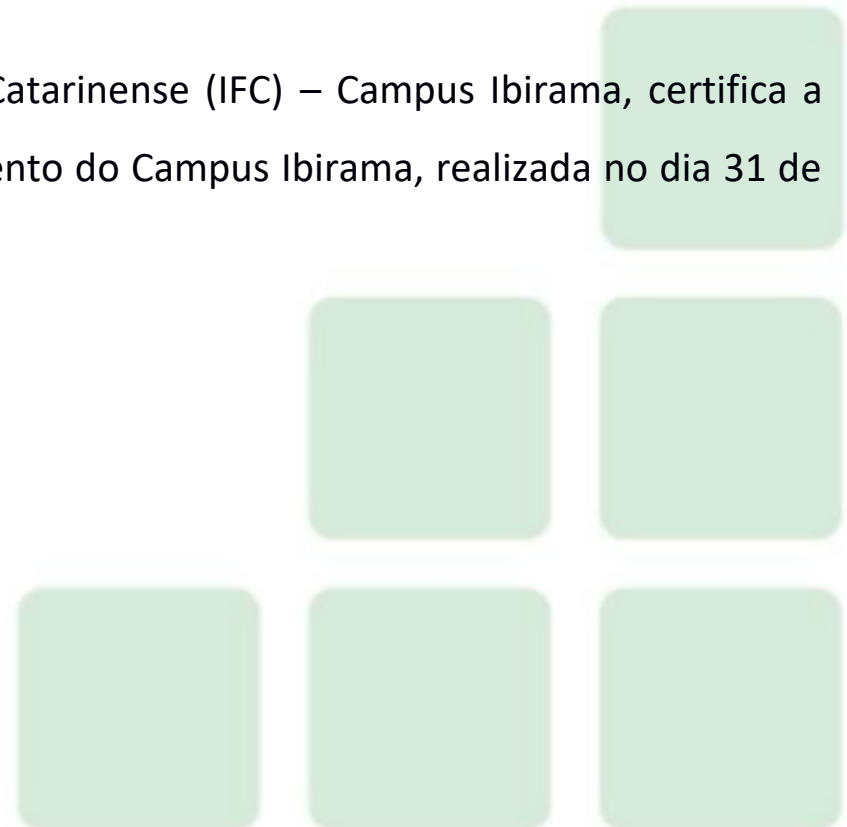 Catarinense (IFC) – Campus Ibirama, certifica a
ento do Campus Ibirama, realizada no dia 31 de